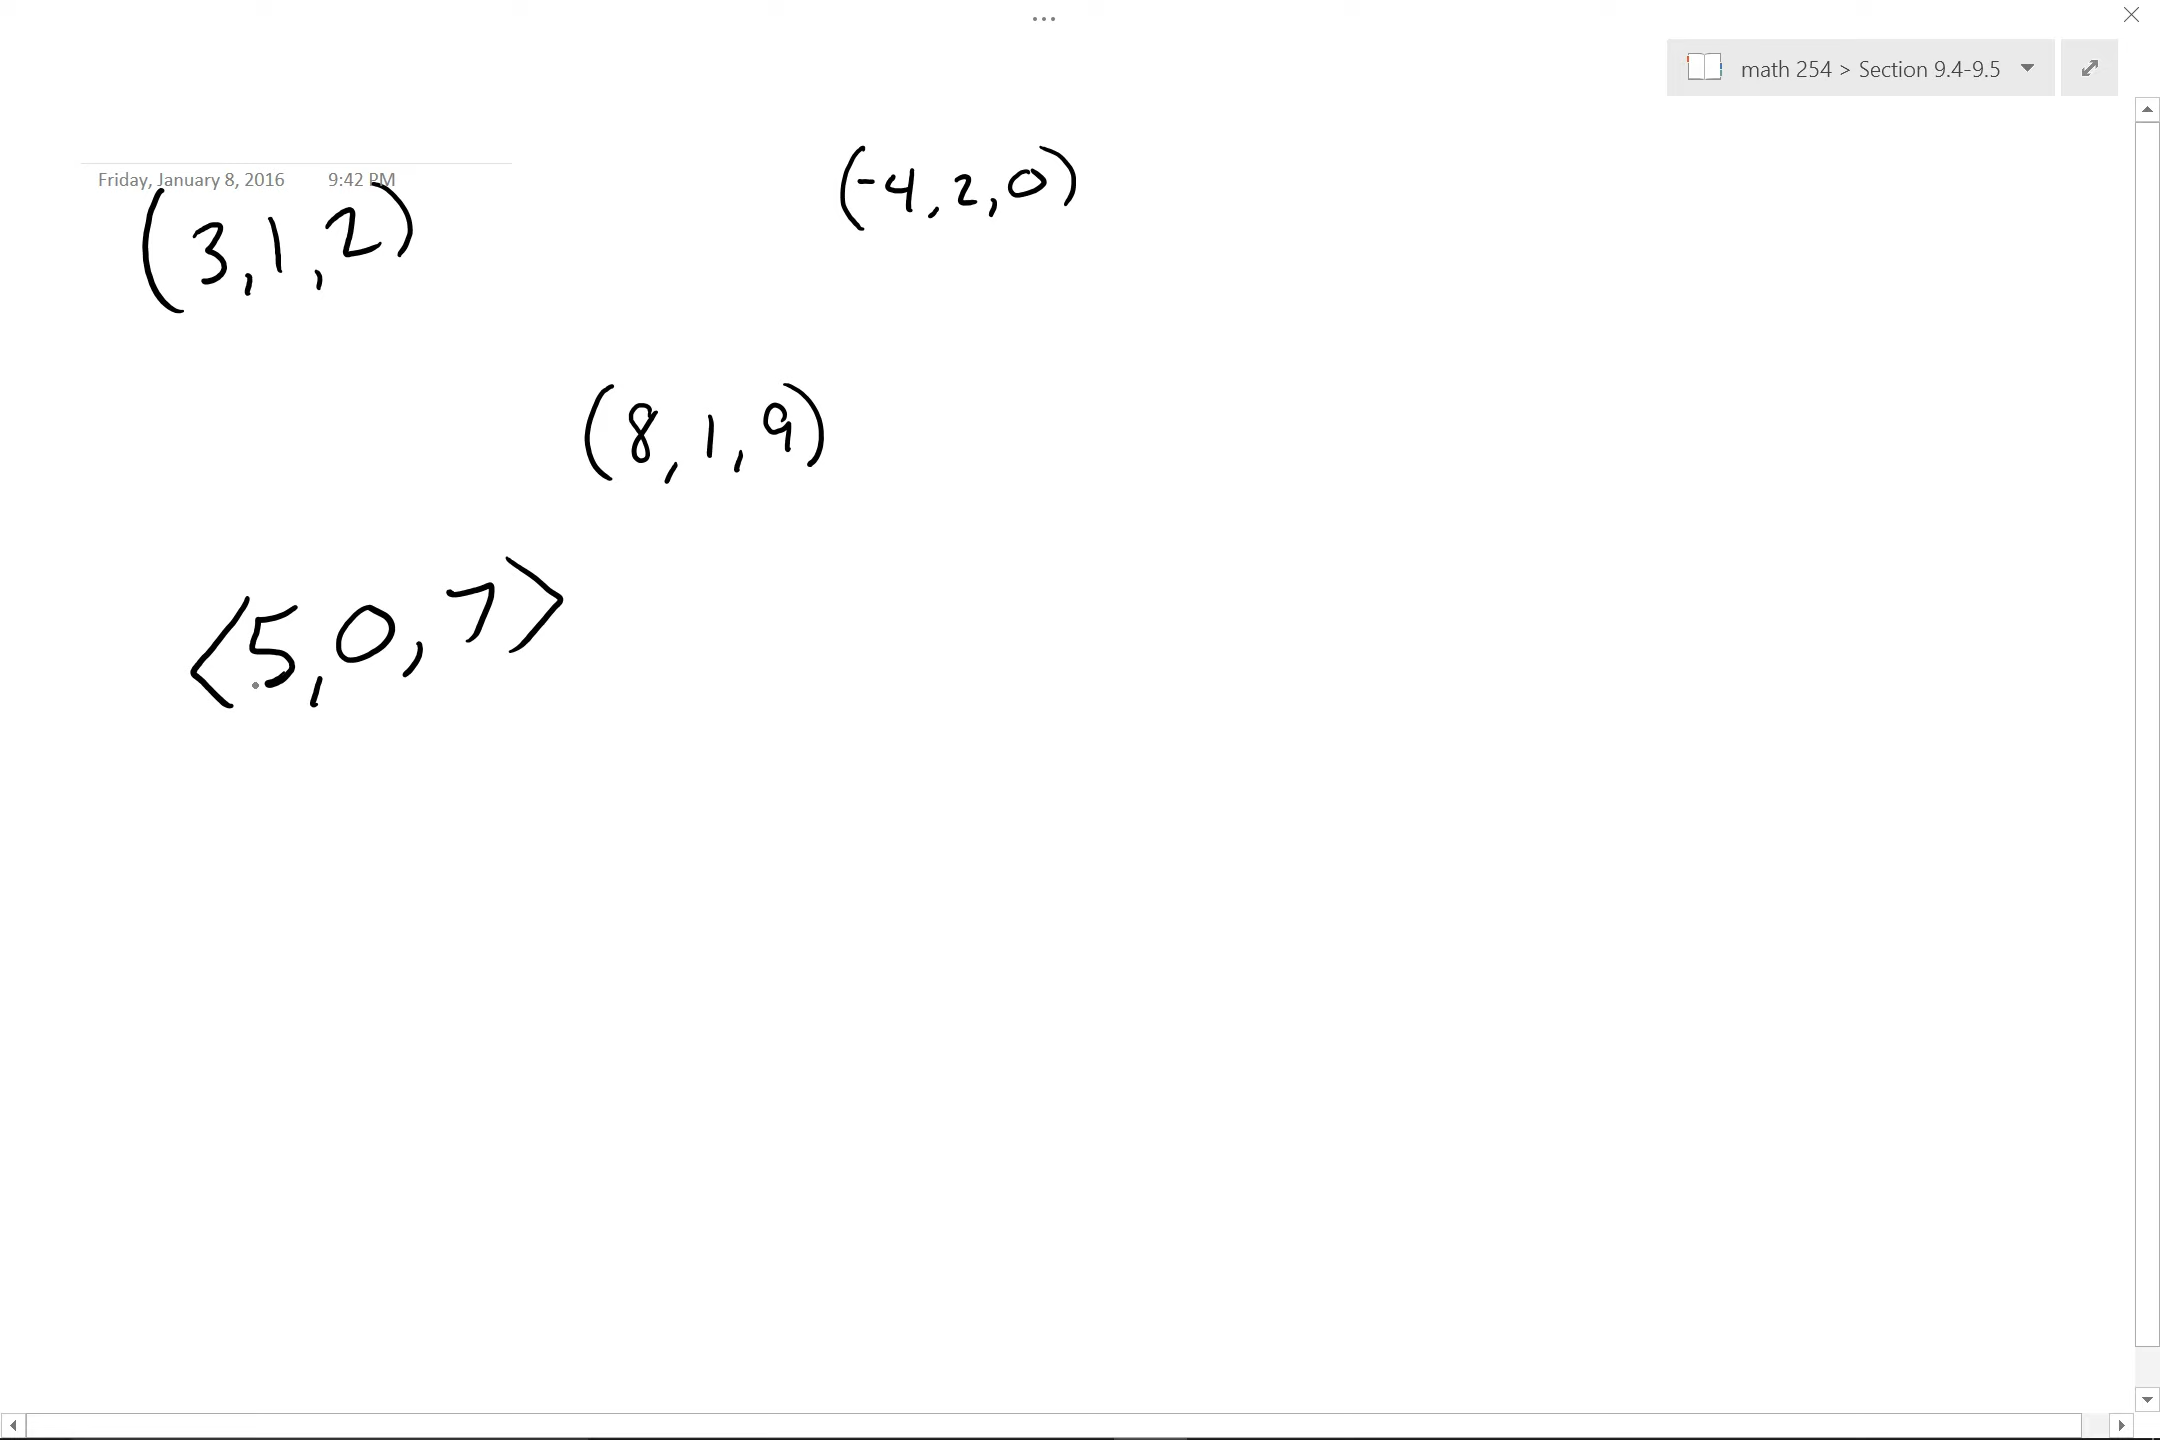 ...
math 254 > Section 9.4-9.5
Friday, January 8, 2016 9:42 PM
(-4, 2, 0)
(3, 1, 2)
(8, 1, 9)
⟨5, 0, 7⟩